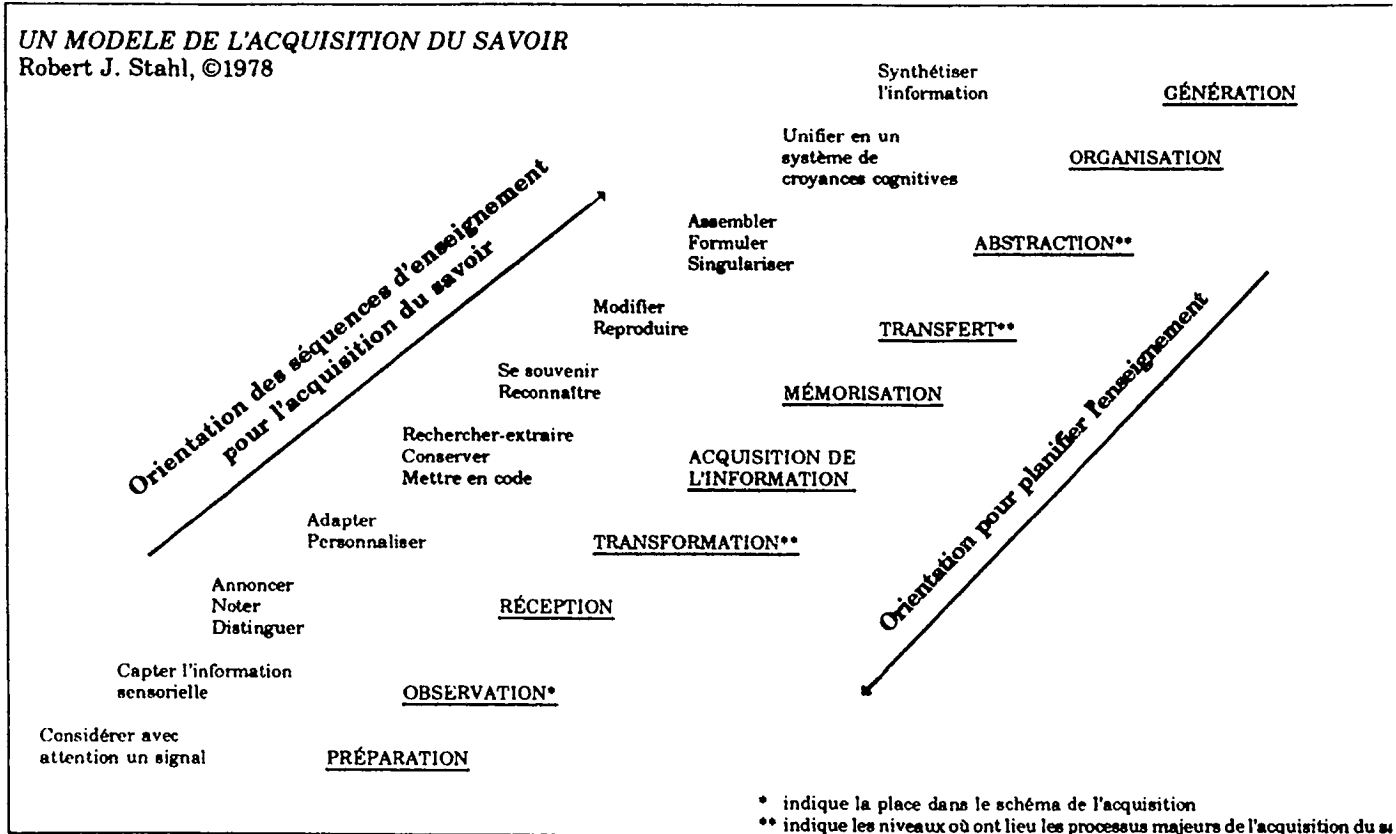 UN MODELE DE L'ACQUISITION DU SAVOIR
Robert J. Stahl, ©1978
Synthétiser
l'information
GÉNÉRATION
Unifier en un
système de
croyances cognitives
ORGANISATION
Orientation des séquences d'enseignement
pour l'acquisition du savoir
Assembler
Formuler
Singulariser
ABSTRACTION**
Modifier
Reproduire
TRANSFERT**
Se souvenir
Reconnaître
MÉMORISATION
Orientation pour planifier l'enseignement
Rechercher-extraire
Conserver
Mettre en code
ACQUISITION DE
L'INFORMATION
Adapter
Personnaliser
TRANSFORMATION**
Annoncer
Noter
Distinguer
RÉCEPTION
Capter l'information
sensorielle
OBSERVATION*
Considérer avec
attention un signal
PRÉPARATION
* indique la place dans le schéma de l'acquisition
** indique les niveaux où ont lieu les processus majeurs de l'acquisition du